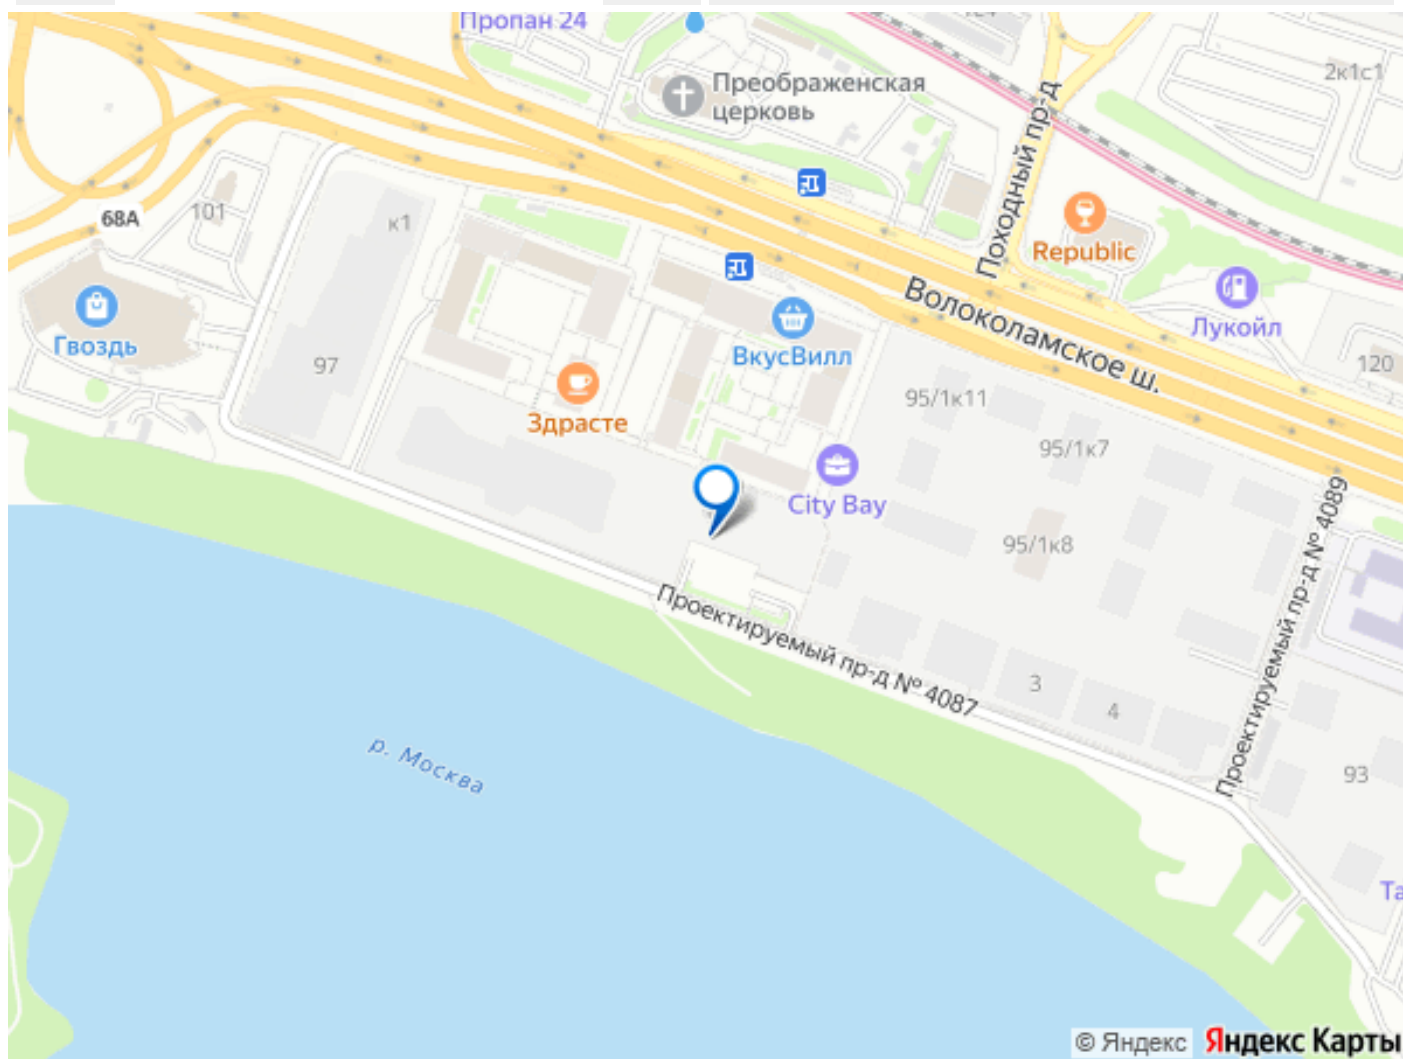 Пропан 24
Преображенская
церковь
2к1с1
Походный пр-д
101
68А
к1
Republic
Гвоздь
Волоколамское ш.
Лукойл
ВкусВилл
97
120
Здрасте
95/1к11
95/1к7
City Bay
95/1к8
Проектируемый пр-д № 4089
Проектируемый пр-д № 4087
3
4
93
р. Москва
Та
© Яндекс Яндекс Карты